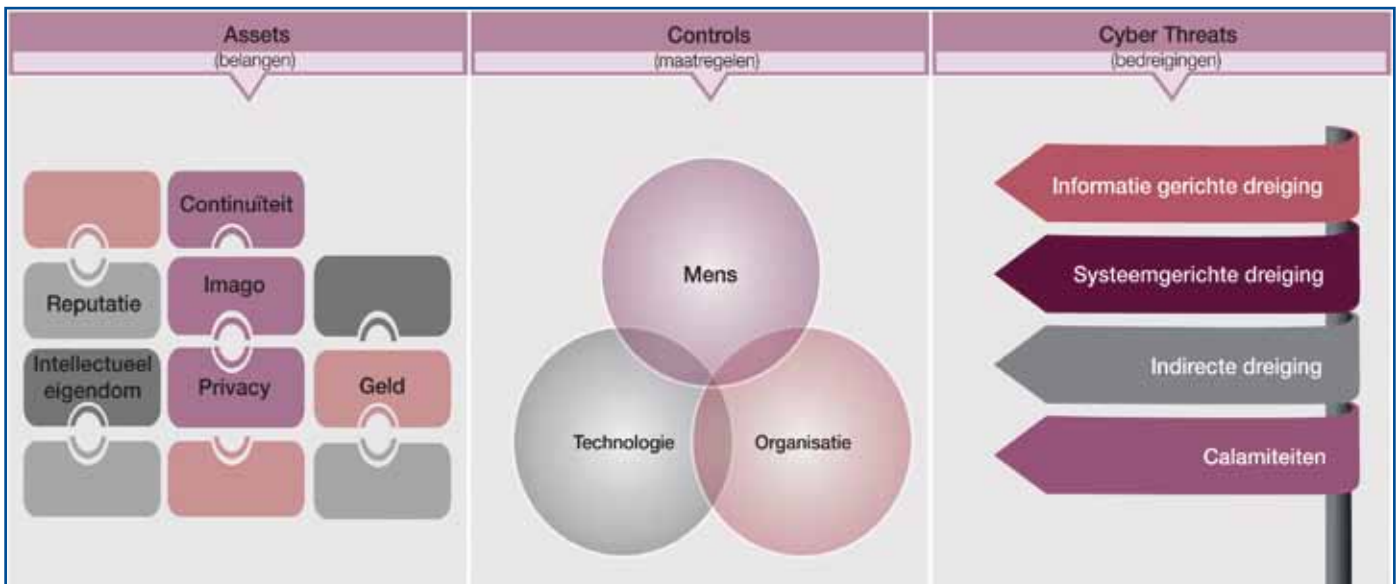 Assets
(belangen)
Continuïteit
Reputatie
Imago
Intellectueel
eigendom
Privacy
Geld
Controls
(maatregelen)
Mens
Technologie
Organisatie
Cyber Threats
(bedreigingen)
Informatie gerichte dreiging
Systeemgerichte dreiging
Indirecte dreiging
Calamiteiten